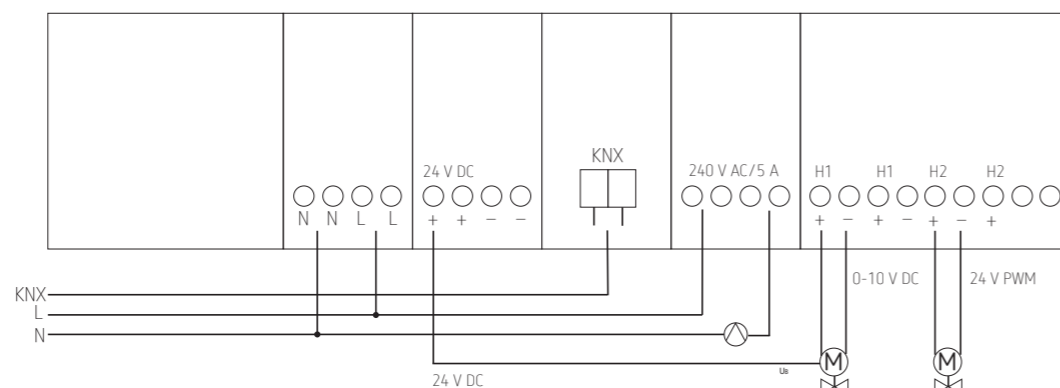 KNX
24 V DC
240 V AC/5 A
H1 H1 H2 H2
N N L L
+ + − −
+ − + − + − +
0-10 V DC
24 V PWM
KNX
L
N
24 V DC
Us
M M